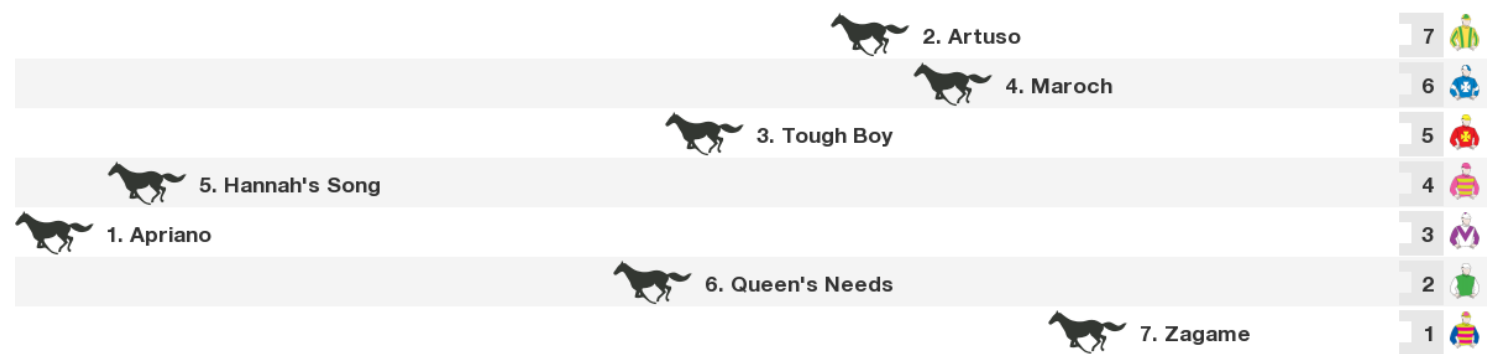 2. Artuso 7
4. Maroch 6
3. Tough Boy 5
5. Hannah's Song 4
1. Apriano 3
6. Queen's Needs 2
7. Zagame 1